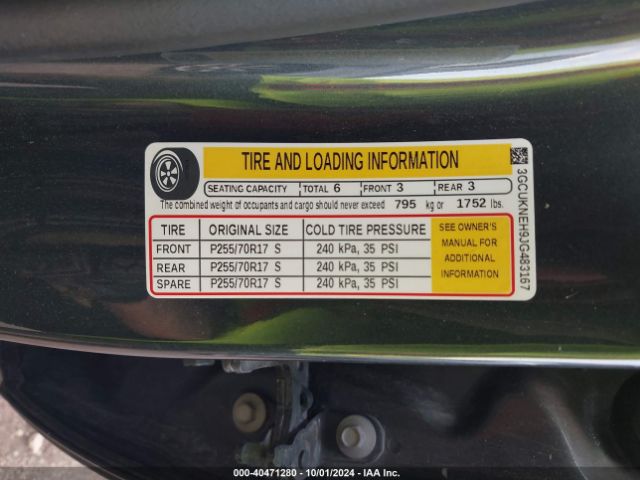 TIRE AND LOADING INFORMATION
SEATING CAPACITY TOTAL 6 FRONT 3 REAR 3
The combined weight of occupants and cargo should never exceed 795 kg or 1752 lbs.
TIRE ORIGINAL SIZE COLD TIRE PRESSURE
FRONT P255/70R17 S 240 kPa, 35 PSI
REAR P255/70R17 S 240 kPa, 35 PSI
SPARE P255/70R17 S 240 kPa, 35 PSI
SEE OWNER'S
MANUAL FOR
ADDITIONAL
INFORMATION
3GCUKNEH9JG483167
000-40471280 - 10/01/2024 - IAA Inc.